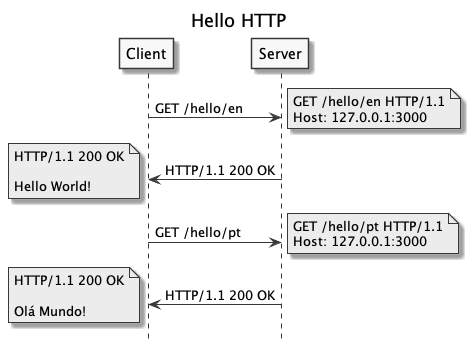 Hello HTTP
Client
Server
GET /hello/en
GET /hello/en HTTP/1.1
Host: 127.0.0.1:3000
HTTP/1.1 200 OK
HTTP/1.1 200 OK
Hello World!
GET /hello/pt
GET /hello/pt HTTP/1.1
Host: 127.0.0.1:3000
HTTP/1.1 200 OK
HTTP/1.1 200 OK
Olá Mundo!